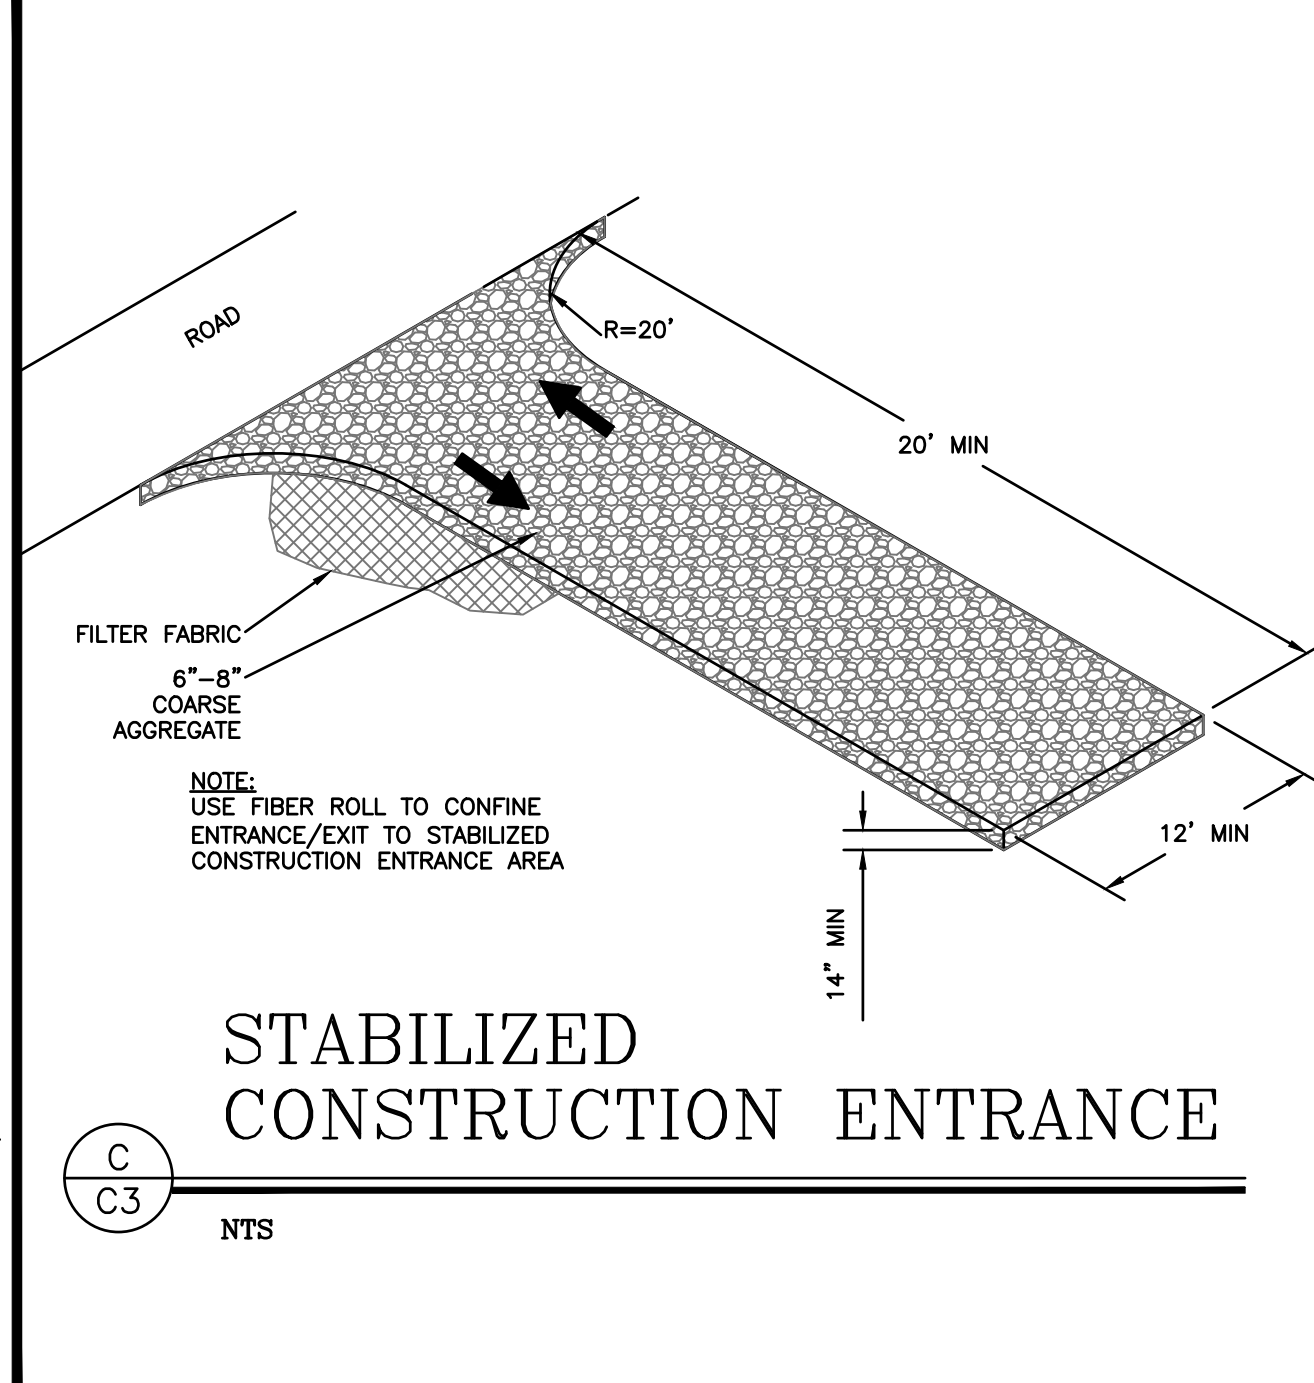 ROAD
R=20'
20' MIN
FILTER FABRIC
6"-8"
COARSE
AGGREGATE
NOTE:
USE FIBER ROLL TO CONFINE
ENTRANCE/EXIT TO STABILIZED
CONSTRUCTION ENTRANCE AREA
12' MIN
14" MIN
STABILIZED
CONSTRUCTION ENTRANCE
C
C3
NTS